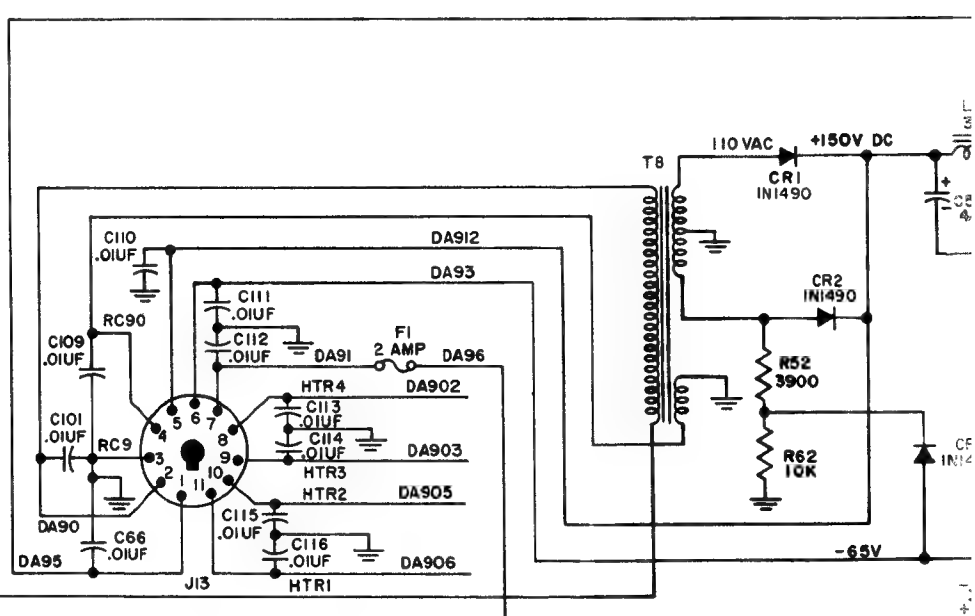 110 VAC
+150V DC
T8
CR1
1N1490
+
-
C110
.01UF
DA912
DA93
CR2
1N1490
C111
.01UF
RC90
C109
.01UF
C112
.01UF
F1
2 AMP
DA91
DA96
R52
3900
HTR4
DA902
C101
.01UF
C113
.01UF
C114
.01UF
RC9
DA903
HTR3
R62
10K
1
2
3
4
5
6
7
8
9
10
11
HTR2
DA905
DA90
C115
.01UF
C66
.01UF
C116
.01UF
-65V
DA95
DA906
J13
HTR1